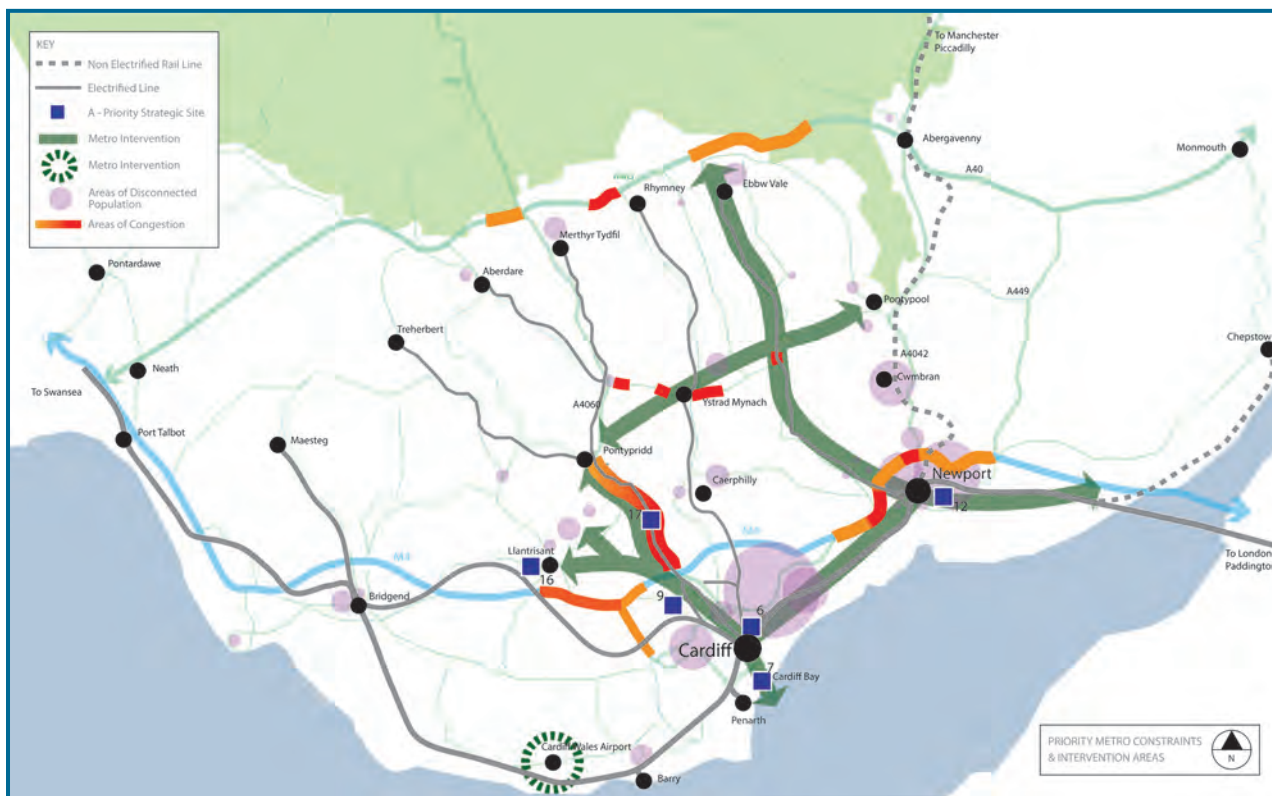 KEY
Non Electrified Rail Line
Electrified Line
A - Priority Strategic Site
Metro Intervention
Metro Intervention
Areas of Disconnected
Population
Areas of Congestion
To Manchester
Piccadilly
Abergavenny
Monmouth
A40
Rhymney
Ebbw Vale
Merthyr Tydfil
Pontardawe
Aberdare
Pontypool
A449
Treherbert
Chepstow
A4042
Neath
Cwmbran
To Swansea
A4060
Ystrad Mynach
Port Talbot
Maesteg
Pontypridd
Newport
Caerphilly
12
17
Llantrisant
16
To London
Paddington
Bridgend
9
6
Cardiff
7
Cardiff Bay
Penarth
Barry
PRIORITY METRO CONSTRAINTS
& INTERVENTION AREAS
N